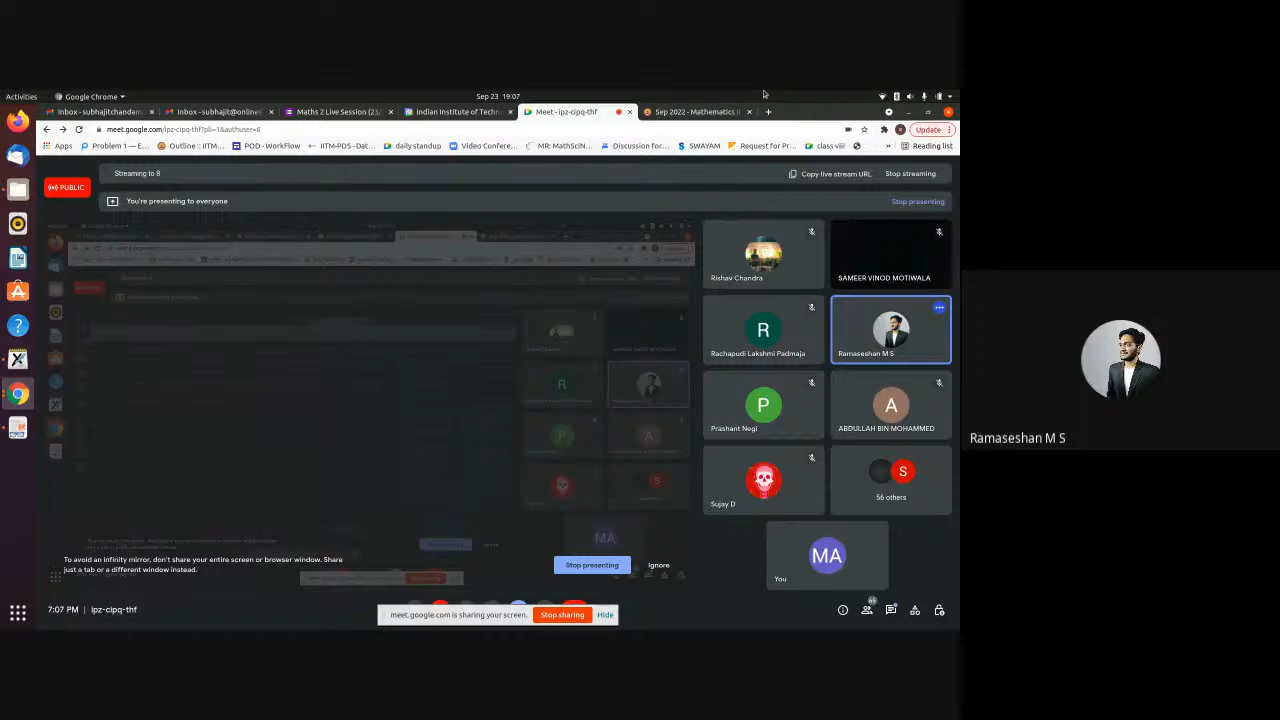 Activities
Google Chrome
Sep 23 19:07
Inbox - subhajitchandam
Inbox - subhajit@onlined
Maths 2 Live Session (23/
Indian Institute of Techn
Meet - ipz-cipq-thf
Sep 2022 - Mathematics
meet.google.com/ipz-cipq-thf?pli=1&authuser=6
Update
Apps
Problem 1 — E...
Outline :: IITM...
POD - WorkFlow
IITM-PDS - Dat...
daily standup
Video Confere...
MR: MathSciN...
Discussion for...
SWAYAM
Request for Pr...
class viii
Reading list
PUBLIC
Streaming to 8
Copy live stream URL
Stop streaming
You're presenting to everyone
Stop presenting
Rishav Chandra
SAMEER VINOD MOTIWALA
R
Rachapudi Lakshmi Padmaja
Ramaseshan M S
P
Prashant Negi
A
ABDULLAH BIN MOHAMMED
Sujay D
S
56 others
MA
You
To avoid an infinity mirror, don't share your entire screen or browser window. Share
just a tab or a different window instead.
Stop presenting
Ignore
7:07 PM | ipz-cipq-thf
meet.google.com is sharing your screen.
Stop sharing
Hide
Ramaseshan M S